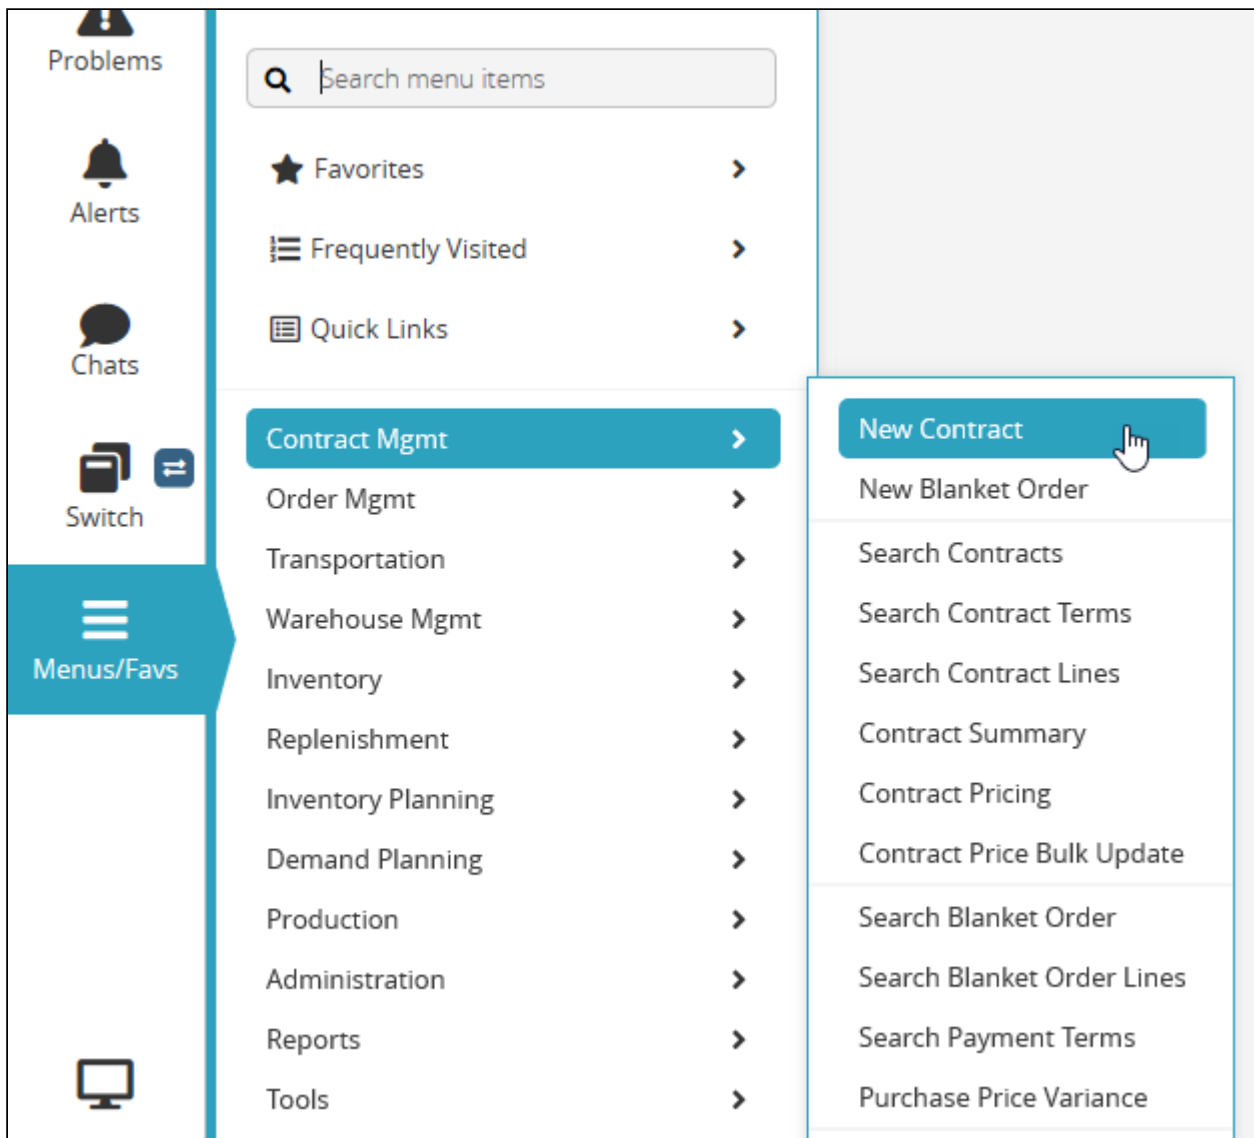 Problems
Alerts
Chats
Switch
Menus/Favs
Search menu items
Favorites
Frequently Visited
Quick Links
Contract Mgmt
Order Mgmt
Transportation
Warehouse Mgmt
Inventory
Replenishment
Inventory Planning
Demand Planning
Production
Administration
Reports
Tools
New Contract
New Blanket Order
Search Contracts
Search Contract Terms
Search Contract Lines
Contract Summary
Contract Pricing
Contract Price Bulk Update
Search Blanket Order
Search Blanket Order Lines
Search Payment Terms
Purchase Price Variance